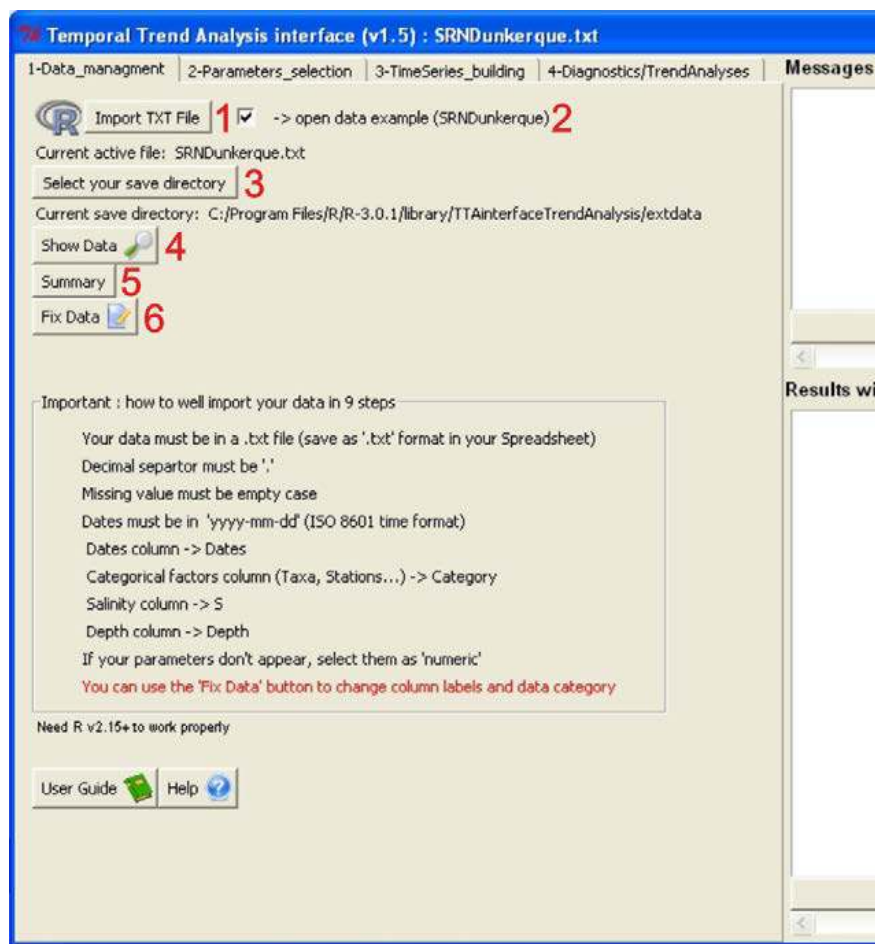 Temporal Trend Analysis interface (v1.5) : SRNDunkerque.txt
1-Data_managment 2-Parameters_selection 3-TimeSeries_building 4-Diagnostics/TrendAnalyses Messages
R Import TXT File 1 -> open data example (SRNDunkerque) 2
Current active file: SRNDunkerque.txt
Select your save directory 3
Current save directory: C:/Program Files/R/R-3.0.1/library/TTAinterfaceTrendAnalysis/extdata
Show Data 4
Summary 5
Fix Data 6
Results wi
Important : how to well import your data in 9 steps
Your data must be in a .txt file (save as '.txt' format in your Spreadsheet)
Decimal separtor must be '.'
Missing value must be empty case
Dates must be in 'yyyy-mm-dd' (ISO 8601 time format)
Dates column -> Dates
Categorical factors column (Taxa, Stations...) -> Category
Salinity column -> S
Depth column -> Depth
If your parameters don't appear, select them as 'numeric'
You can use the 'Fix Data' button to change column labels and data category
Need R v2.15+ to work properly
User Guide Help ?